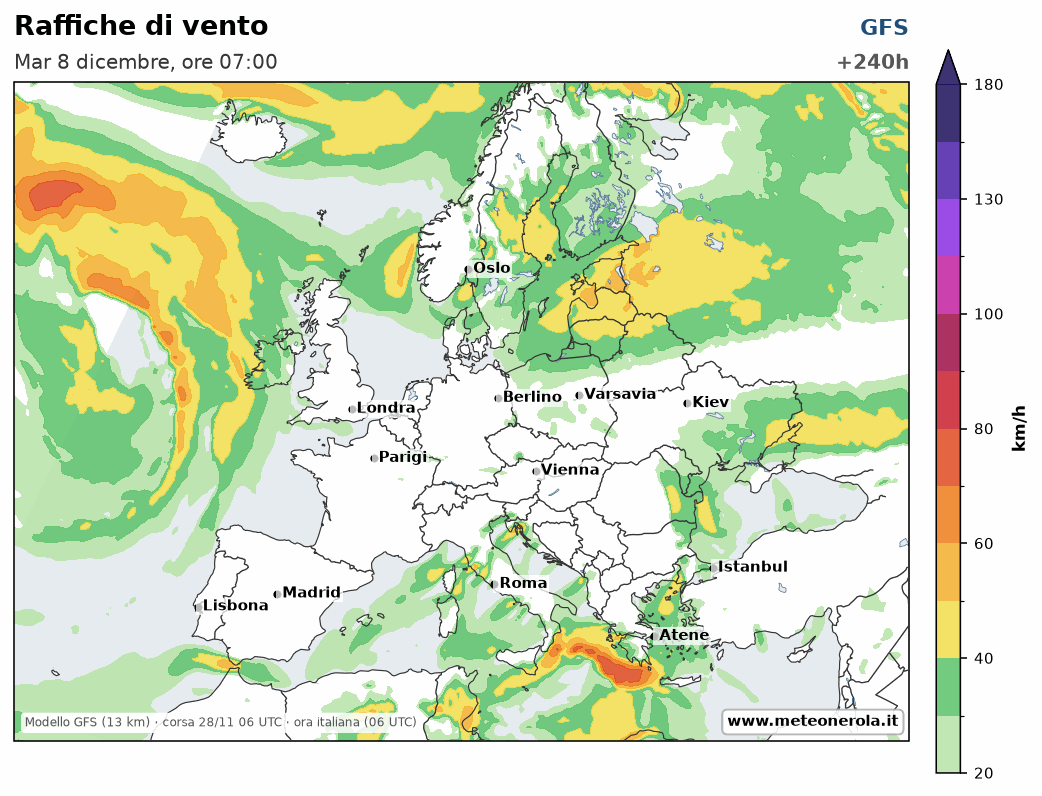 Raffiche di vento
GFS
Mar 8 dicembre, ore 07:00
+240h
180
130
100
80
60
40
20
km/h
Oslo
Londra
Berlino
Varsavia
Kiev
Parigi
Vienna
Istanbul
Madrid
Lisbona
Roma
Atene
Modello GFS (13 km) · corsa 28/11 06 UTC · ora italiana (06 UTC)
www.meteonerola.it